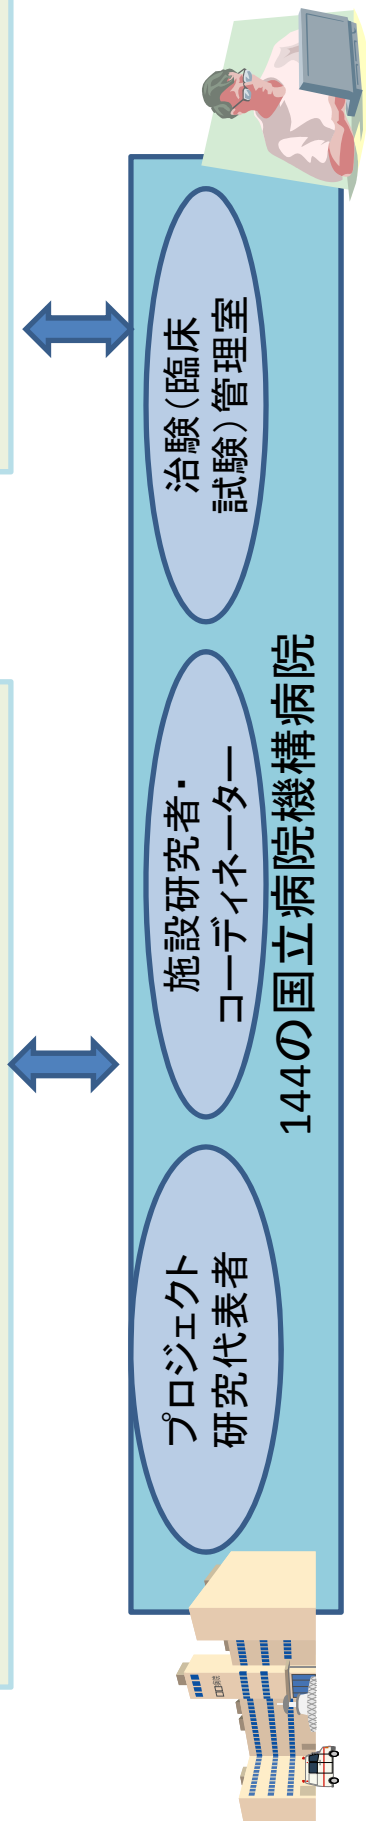 プロジェクト
研究代表者
施設研究者・
コーディネーター
治験(臨床
試験)管理室
144の国立病院機構病院